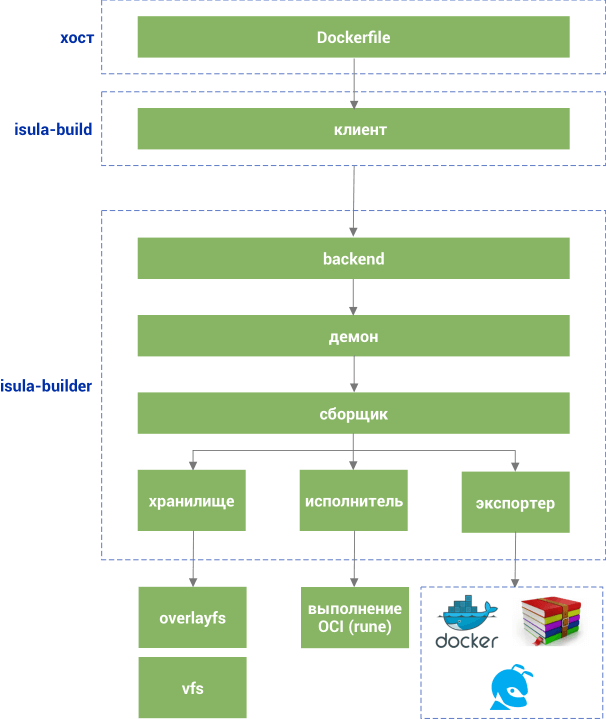 хост
Dockerfile
isula-build
клиент
backend
демон
isula-builder
сборщик
хранилище
исполнитель
экспортер
overlayfs
выполнение
OCI (rune)
docker
vfs